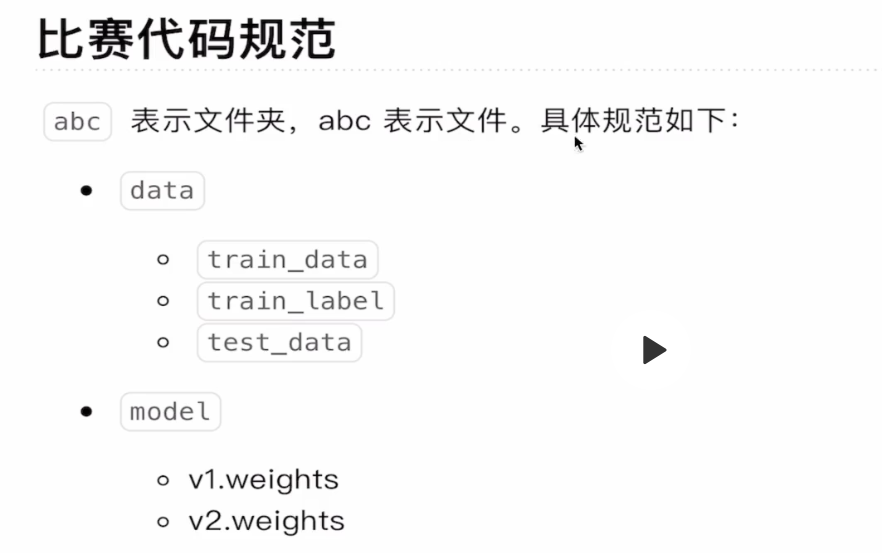 比赛代码规范
abc 表示文件夹，abc 表示文件。具体规范如下：
data
train_data
train_label
test_data
model
v1.weights
v2.weights